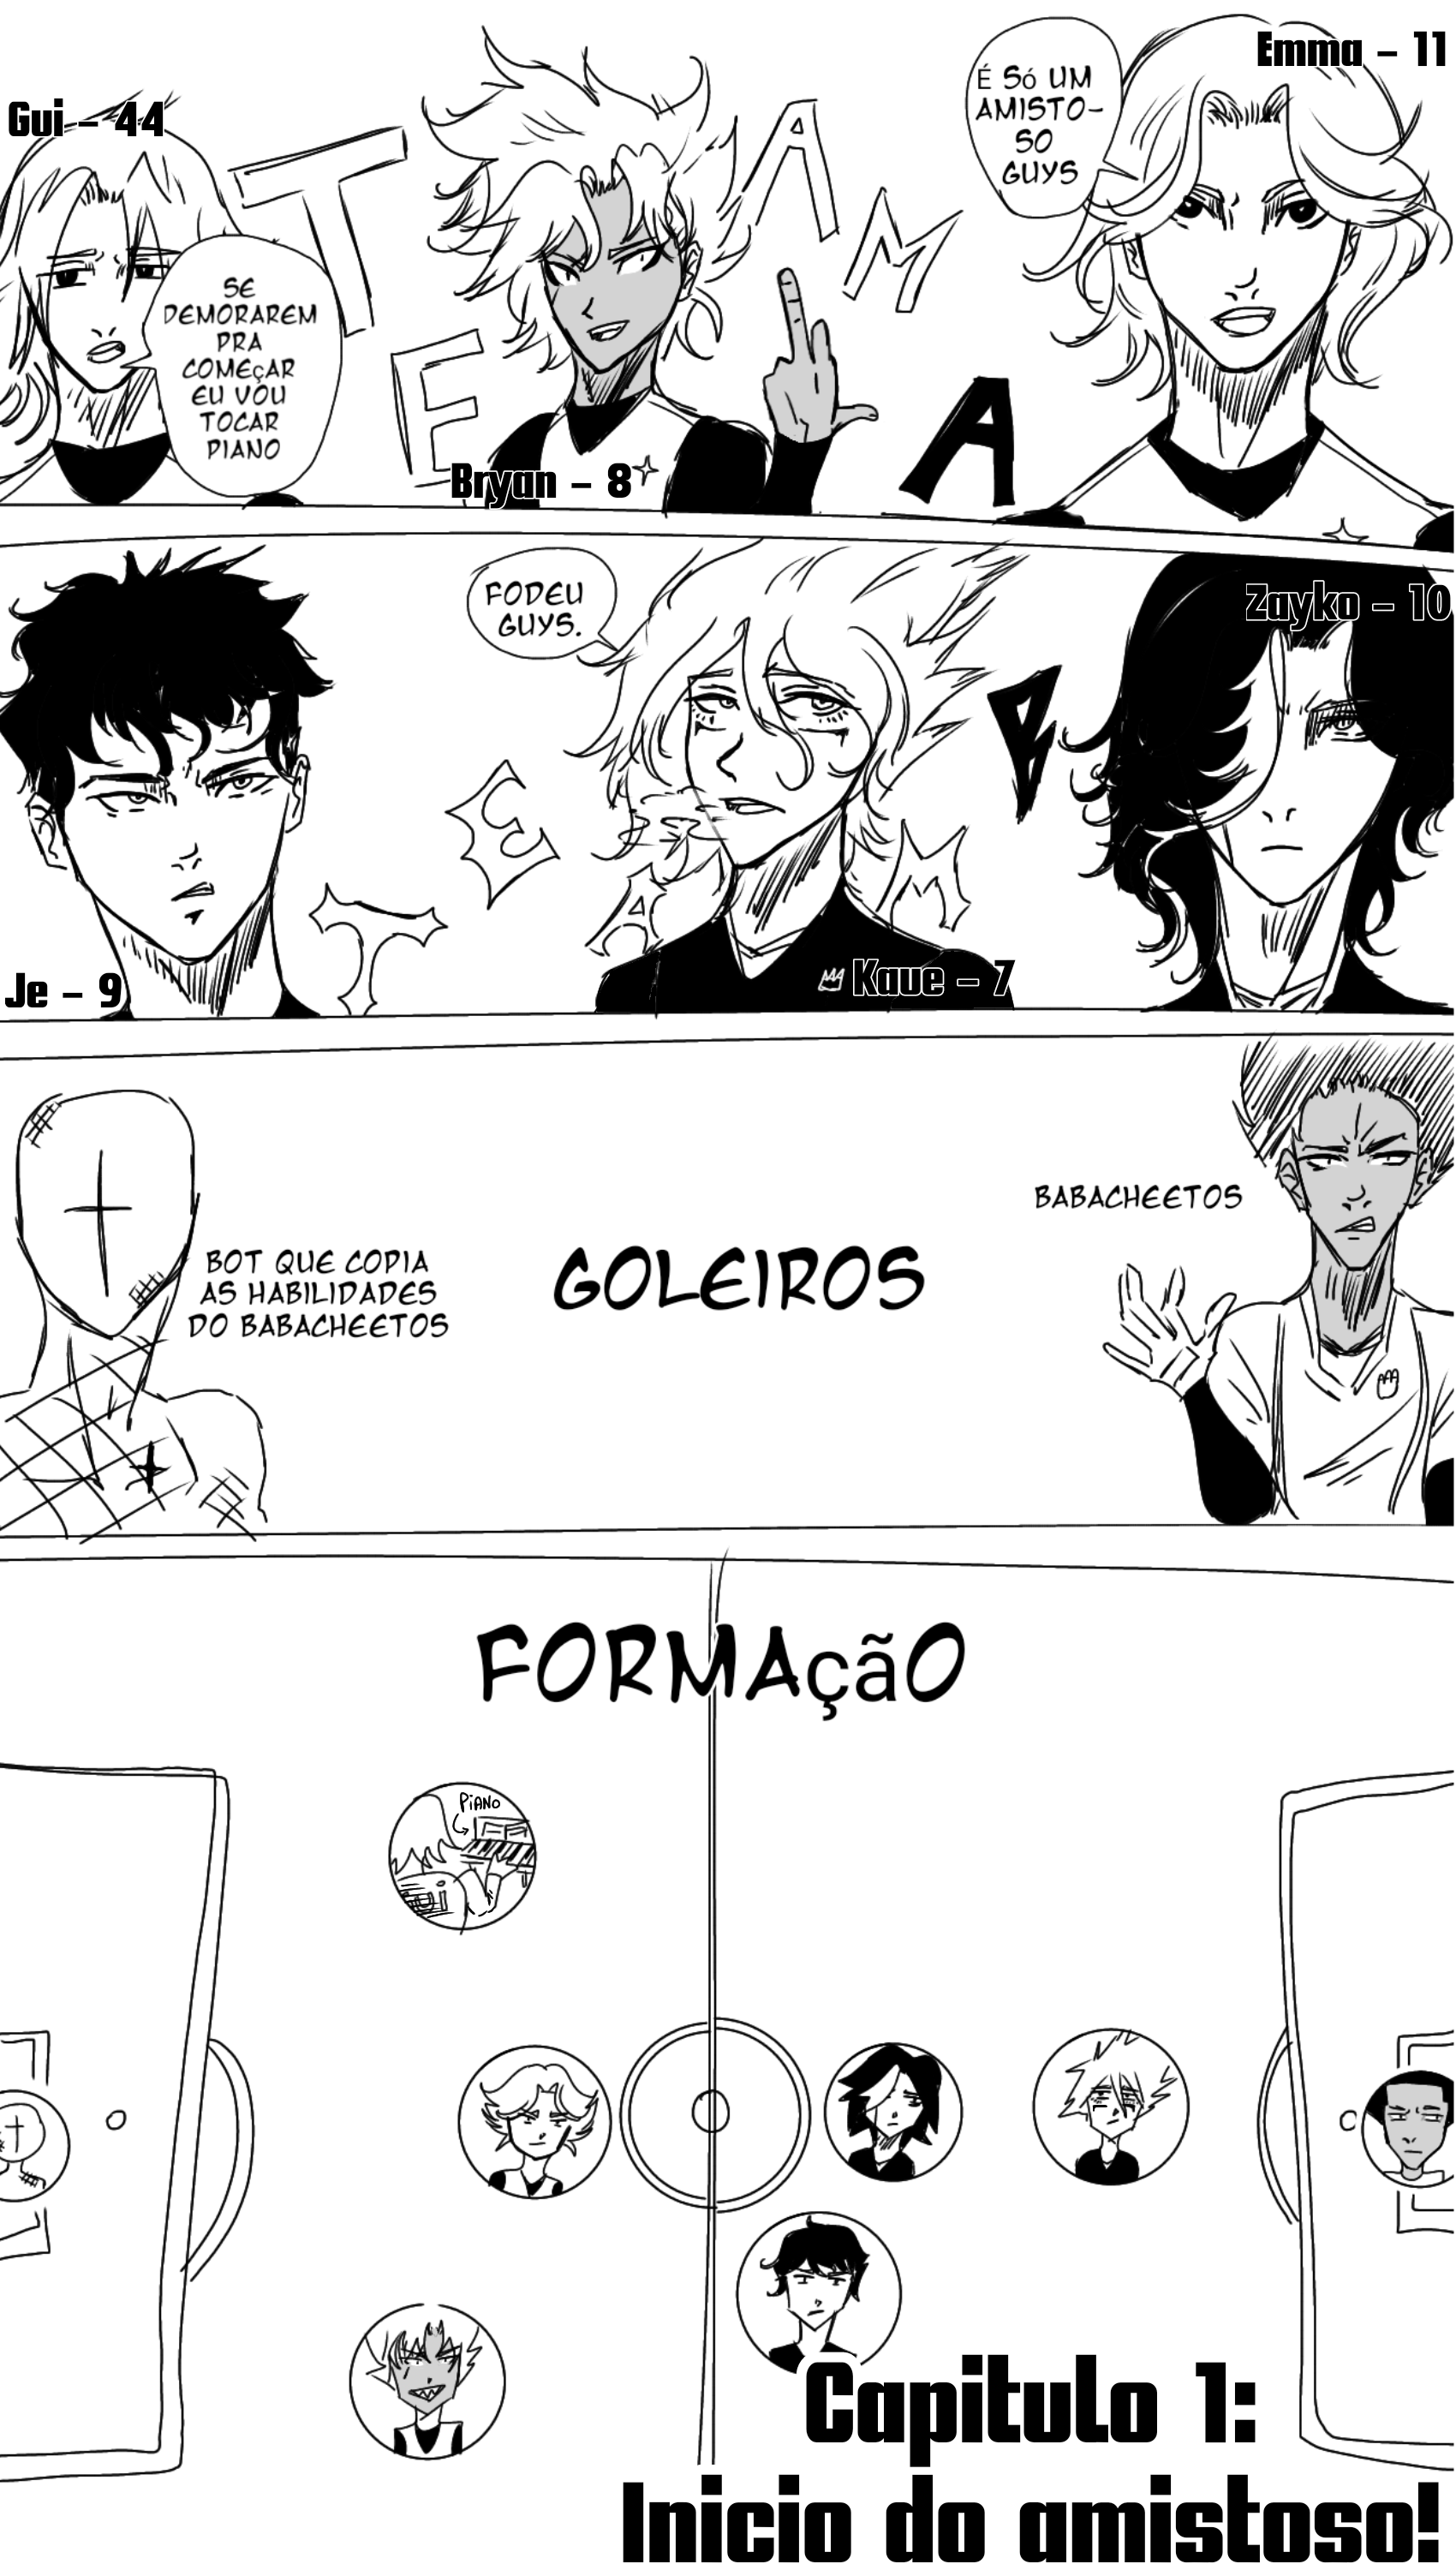 Gui - 44
SE
DEMORAREM
PRA
COMEçAR
EU VOU
TOCAR
PIANO
TEAM A
Bryan - 8
É Só UM
AMISTO-
SO
GUYS
Emma - 11
Je - 9
TEAM B
FODEU
GUYS.
Kaue - 7
Zayko - 10
BOT QUE COPIA
AS HABILIDADES
DO BABACHEETOS
GOLEIROS
BABACHEETOS
FORMAçãO
PiANO
Gui
Capitulo 1:
Inicio do amistoso!